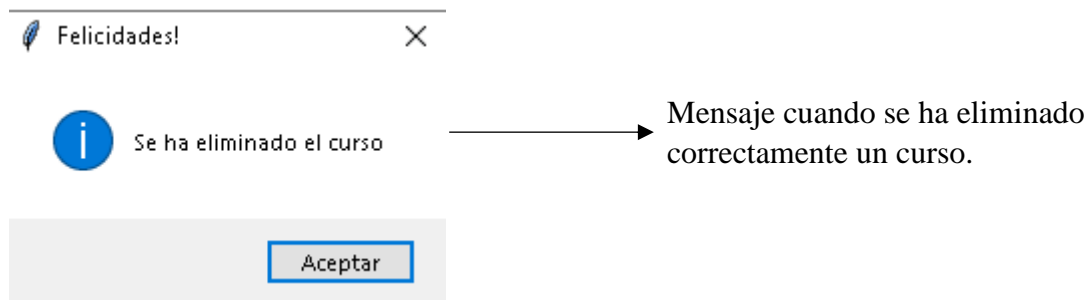 Felicidades!
Se ha eliminado el curso
Aceptar
Mensaje cuando se ha eliminado
correctamente un curso.